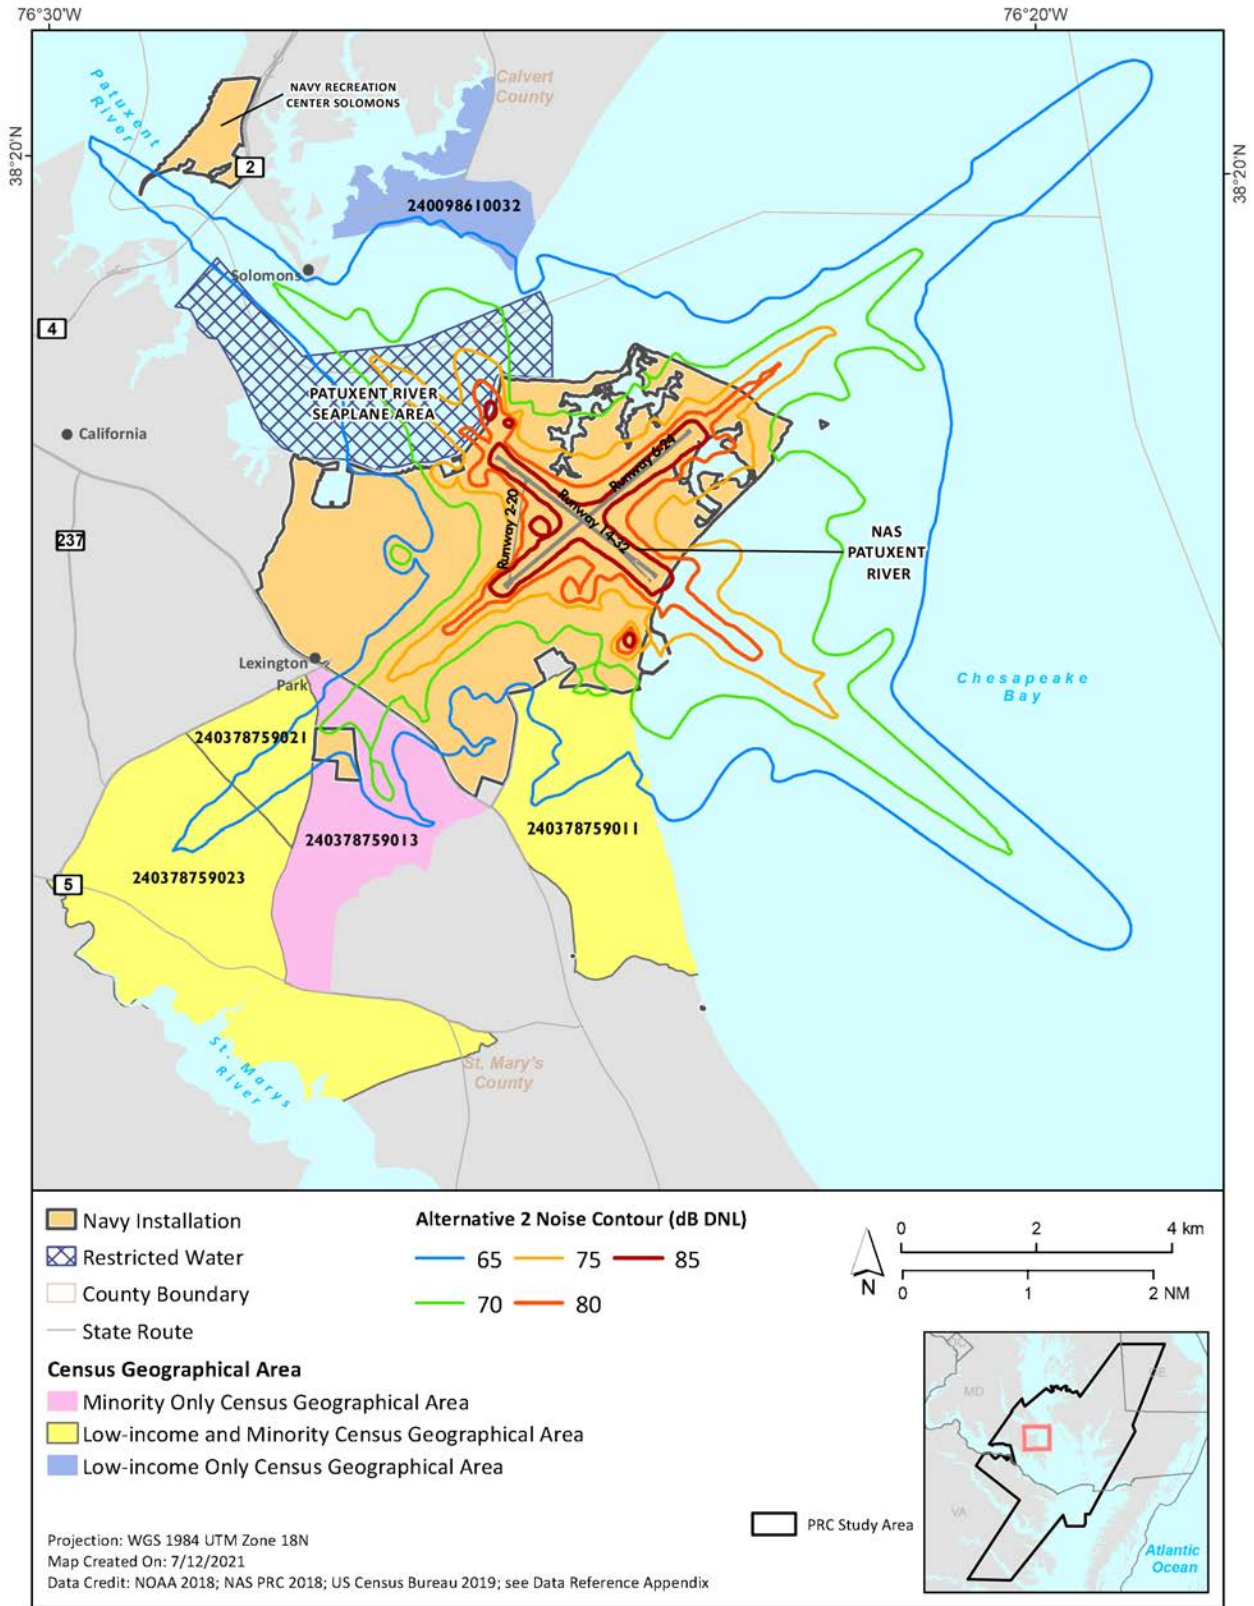 76°30'W
76°20'W
38°20'N
38°20'N
Patuxent
River
NAVY RECREATION
CENTER SOLOMONS
Calvert
County
2
240098610032
Solomons
4
PATUXENT RIVER
SEAPLANE AREA
California
237
Runway 6-24
Runway 14-32
Runway 2-20
NAS
PATUXENT
RIVER
Lexington
Park
Chesapeake
Bay
240378759021
240378759013
240378759011
240378759023
5
St. Marys
River
St. Mary's
County
Navy Installation
Restricted Water
County Boundary
State Route
Census Geographical Area
Minority Only Census Geographical Area
Low-income and Minority Census Geographical Area
Low-income Only Census Geographical Area
Alternative 2 Noise Contour (dB DNL)
65 75 85
70 80
0 2 4 km
N
0 1 2 NM
DC
MD
DE
VA
Atlantic
Ocean
PRC Study Area
Projection: WGS 1984 UTM Zone 18N
Map Created On: 7/12/2021
Data Credit: NOAA 2018; NAS PRC 2018; US Census Bureau 2019; see Data Reference Appendix